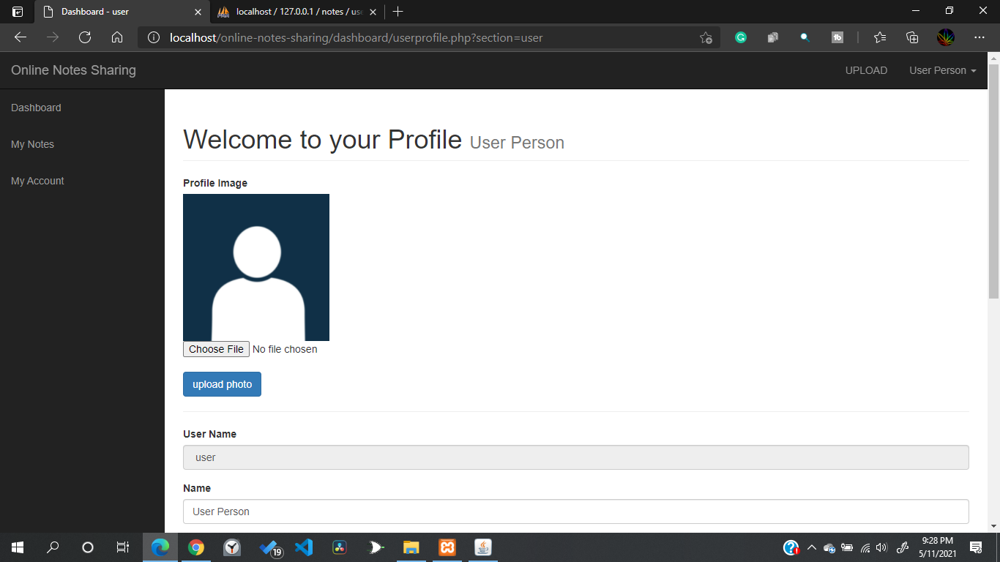 Dashboard - user
localhost / 127.0.0.1 / notes / use
localhost/online-notes-sharing/dashboard/userprofile.php?section=user
Online Notes Sharing
UPLOAD
User Person
Dashboard
My Notes
My Account
Welcome to your Profile User Person
Profile Image
Choose File No file chosen
upload photo
User Name
user
Name
User Person
19
9:28 PM
5/11/2021